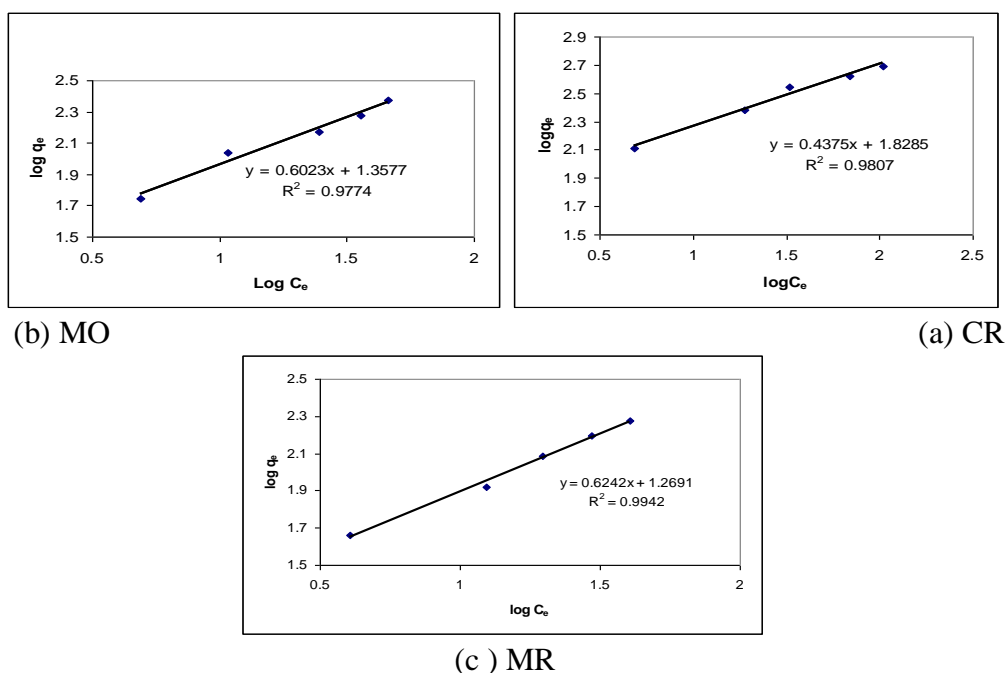 2.5
2.3
2.1
1.9
1.7
1.5
0.5 1 1.5 2
log qₑ
Log Cₑ
y = 0.6023x + 1.3577
R² = 0.9774
(b) MO
2.9
2.7
2.5
2.3
2.1
1.9
1.7
1.5
0.5 1 1.5 2 2.5
logqₑ
logCₑ
y = 0.4375x + 1.8285
R² = 0.9807
(a) CR
2.5
2.3
2.1
1.9
1.7
1.5
0.5 1 1.5 2
log qₑ
log Cₑ
y = 0.6242x + 1.2691
R² = 0.9942
(c ) MR